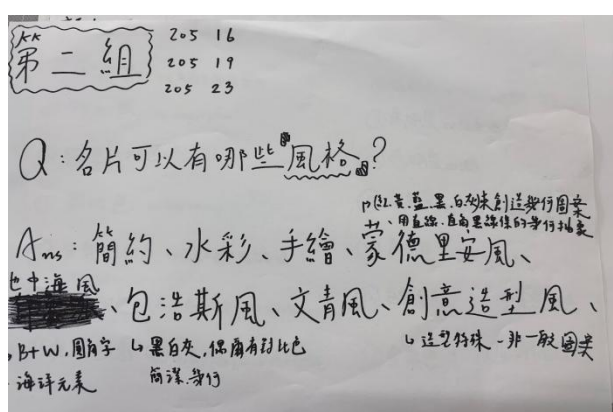 第二組
205 16
205 19
205 23
Q：名片可以有哪些『風格』？
紅、黃、藍、黑、白、灰來創造幾何圖案
、用直線、直角黑線條的幾何抽象
Ans：簡約、水彩、手繪、蒙德里安風、
地中海風
、包浩斯風、文青風、創意造型風、
B+W，圓角字
↳ 黑白灰，偶爾有對比色
↳ 造型特殊－非一般圖案
海洋元素
簡潔、幾何